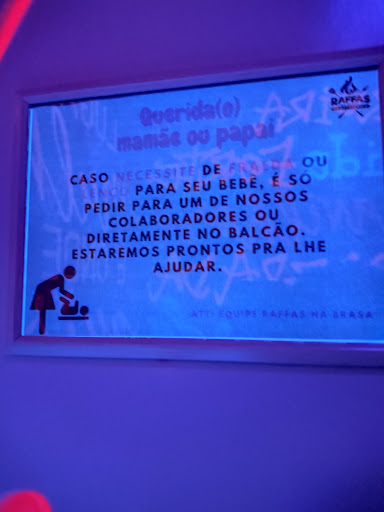 RAFFAS
Querida(o)
mamãe ou papai
CASO NECESSITE DE FRALDA OU
LENÇO PARA SEU BEBÊ, É SÓ
PEDIR PARA UM DE NOSSOS
COLABORADORES OU
DIRETAMENTE NO BALCÃO.
ESTAREMOS PRONTOS PRA LHE
AJUDAR.
ATT: EQUIPE RAFFAS NA BRASA